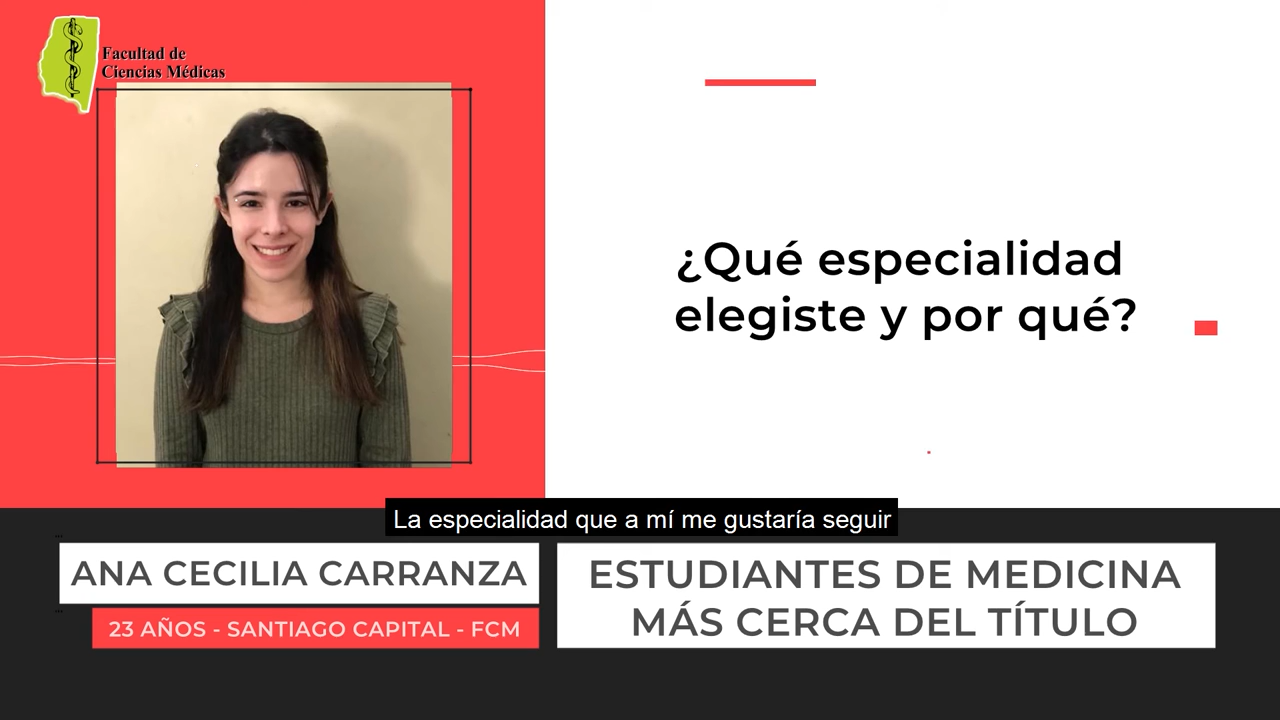 Facultad de
Ciencias Médicas
¿Qué especialidad
elegiste y por qué?
La especialidad que a mí me gustaría seguir
ANA CECILIA CARRANZA
23 AÑOS - SANTIAGO CAPITAL - FCM
ESTUDIANTES DE MEDICINA
MÁS CERCA DEL TÍTULO